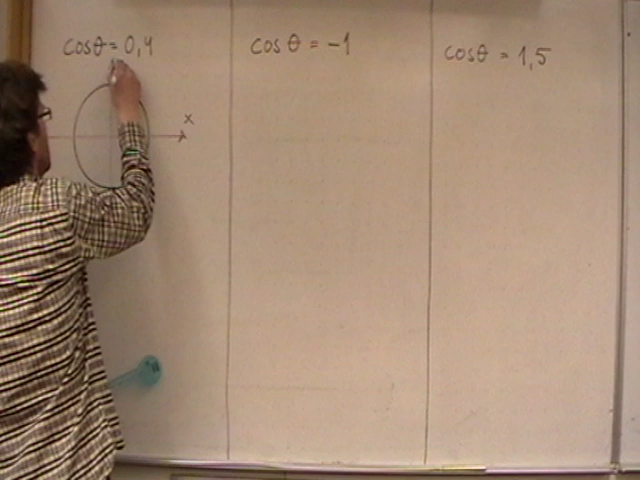 cosθ = 0,4
cosθ = -1
cosθ = 1,5
x